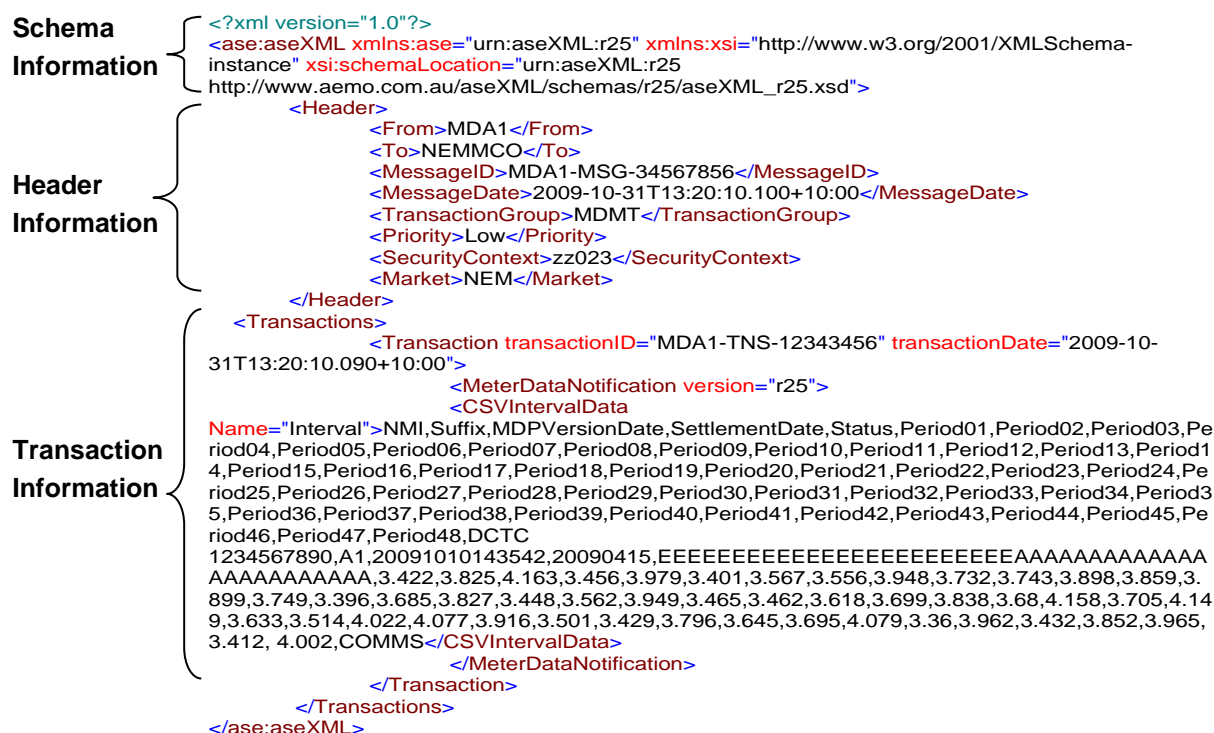 Schema
Information
<?xml version="1.0"?>
<ase:aseXML xmlns:ase="urn:aseXML:r25" xmlns:xsi="http://www.w3.org/2001/XMLSchema-
instance" xsi:schemaLocation="urn:aseXML:r25
http://www.aemo.com.au/aseXML/schemas/r25/aseXML_r25.xsd">
Header
Information
<Header>
<From>MDA1</From>
<To>NEMMCO</To>
<MessageID>MDA1-MSG-34567856</MessageID>
<MessageDate>2009-10-31T13:20:10.100+10:00</MessageDate>
<TransactionGroup>MDMT</TransactionGroup>
<Priority>Low</Priority>
<SecurityContext>zz023</SecurityContext>
<Market>NEM</Market>
</Header>
Transaction
Information
<Transactions>
<Transaction transactionID="MDA1-TNS-12343456" transactionDate="2009-10-
31T13:20:10.090+10:00">
<MeterDataNotification version="r25">
<CSVIntervalData
Name="Interval">NMI,Suffix,MDPVersionDate,SettlementDate,Status,Period01,Period02,Period03,Pe
riod04,Period05,Period06,Period07,Period08,Period09,Period10,Period11,Period12,Period13,Period1
4,Period15,Period16,Period17,Period18,Period19,Period20,Period21,Period22,Period23,Period24,Pe
riod25,Period26,Period27,Period28,Period29,Period30,Period31,Period32,Period33,Period34,Period3
5,Period36,Period37,Period38,Period39,Period40,Period41,Period42,Period43,Period44,Period45,Pe
riod46,Period47,Period48,DCTC
1234567890,A1,20091010143542,20090415,EEEEEEEEEEEEEEEEEEEEEEEEAAAAAAAAAAAAA
AAAAAAAAAAA,3.422,3.825,4.163,3.456,3.979,3.401,3.567,3.556,3.948,3.732,3.743,3.898,3.859,3.
899,3.749,3.396,3.685,3.827,3.448,3.562,3.949,3.465,3.462,3.618,3.699,3.838,3.68,4.158,3.705,4.14
9,3.633,3.514,4.022,4.077,3.916,3.501,3.429,3.796,3.645,3.695,4.079,3.36,3.962,3.432,3.852,3.965,
3.412, 4.002,COMMS</CSVIntervalData>
</MeterDataNotification>
</Transaction>
</Transactions>
</ase:aseXML>